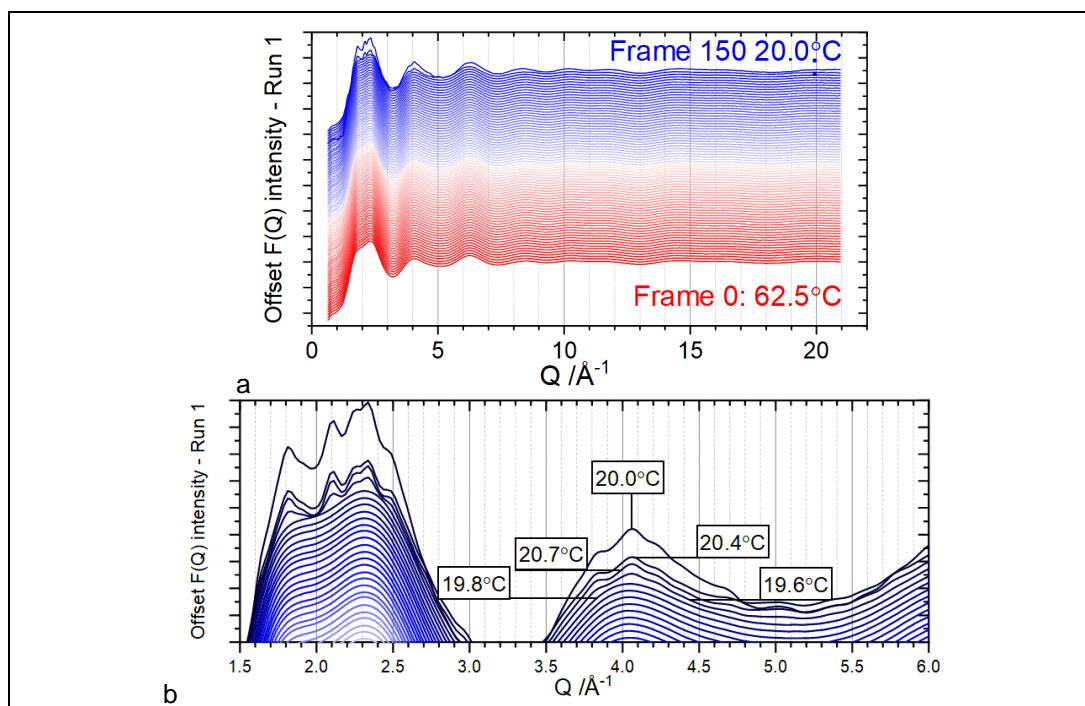 Offset F(Q) intensity - Run 1
Frame 150 20.0°C
Frame 0: 62.5°C
0 5 10 15 20
Q /Å-1
a
Offset F(Q) intensity - Run 1
20.0°C
20.4°C
20.7°C
19.8°C
19.6°C
1.5 2.0 2.5 3.0 3.5 4.0 4.5 5.0 5.5 6.0
Q /Å-1
b